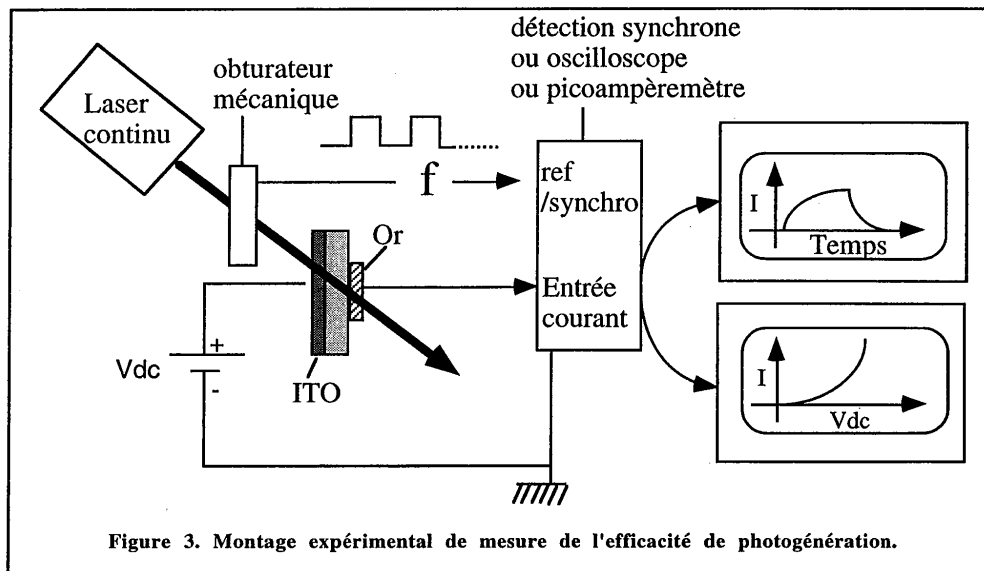 détection synchrone
ou oscilloscope
ou picoampèremètre
obturateur
mécanique
Laser
continu
f
ref
/synchro
Or
Entrée
courant
I
Temps
Vdc
+
-
ITO
I
Vdc
Figure 3. Montage expérimental de mesure de l'efficacité de photogénération.